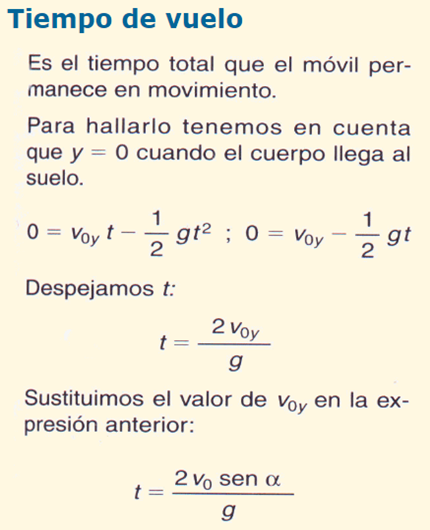 Tiempo de vuelo
Es el tiempo total que el móvil per-
manece en movimiento.
Para hallarlo tenemos en cuenta
que y = 0 cuando el cuerpo llega al
suelo.
0 = v₀y t − 1/2 gt² ; 0 = v₀y − 1/2 gt
Despejamos t:
t = 2 v₀y / g
Sustituimos el valor de v₀y en la ex-
presión anterior:
t = 2 v₀ sen α / g